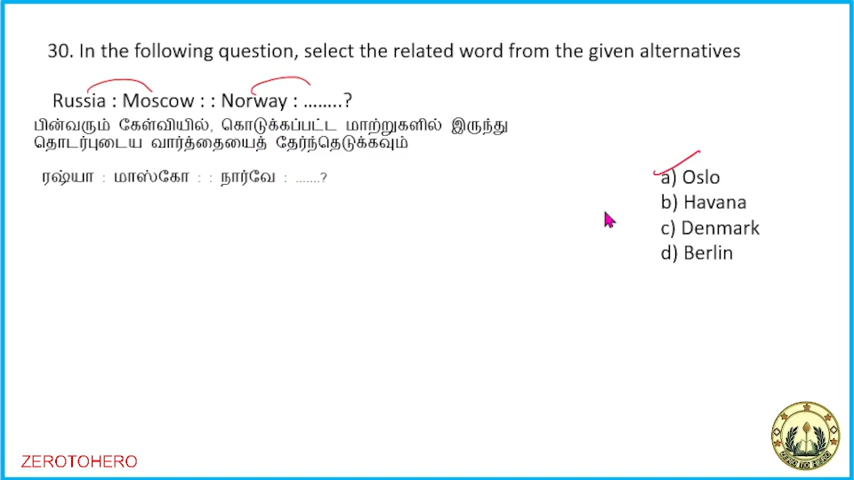 30. In the following question, select the related word from the given alternatives
Russia : Moscow : : Norway : ........?
பின்வரும் கேள்வியில், கொடுக்கப்பட்ட மாற்றுகளில் இருந்து
தொடர்புடைய வார்த்தையைத் தேர்ந்தெடுக்கவும்
ரஷ்யா : மாஸ்கோ : : நார்வே : .......?
a) Oslo
b) Havana
c) Denmark
d) Berlin
ZEROTOHERO